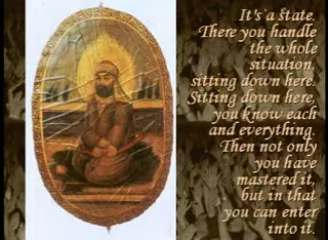 It's a state.
There you handle
the whole
situation,
sitting down here.
Sitting down here,
you know each
and everything.
Then not only
you have
mastered it,
but in that
you can enter
into it.